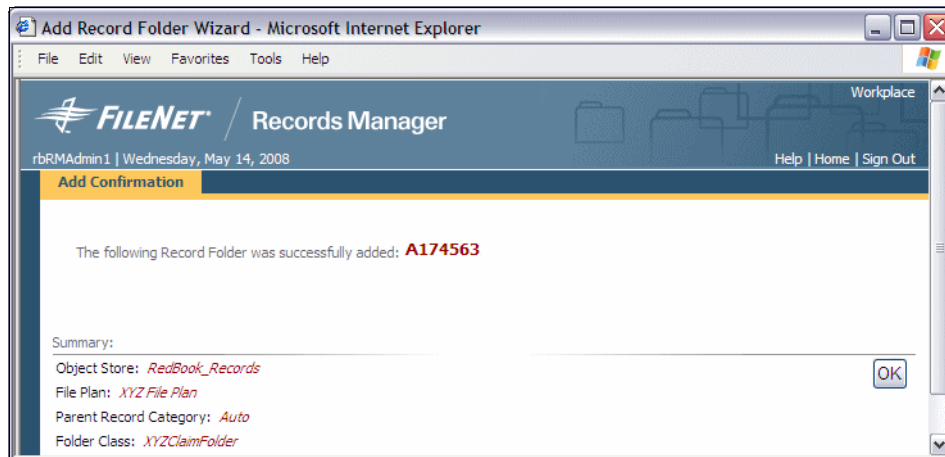 Add Record Folder Wizard - Microsoft Internet Explorer
File Edit View Favorites Tools Help
Workplace
FILENET Records Manager
rbRMAdmin1 | Wednesday, May 14, 2008
Help | Home | Sign Out
Add Confirmation
The following Record Folder was successfully added: A174563
Summary:
Object Store: RedBook_Records
OK
File Plan: XYZ File Plan
Parent Record Category: Auto
Folder Class: XYZClaimFolder